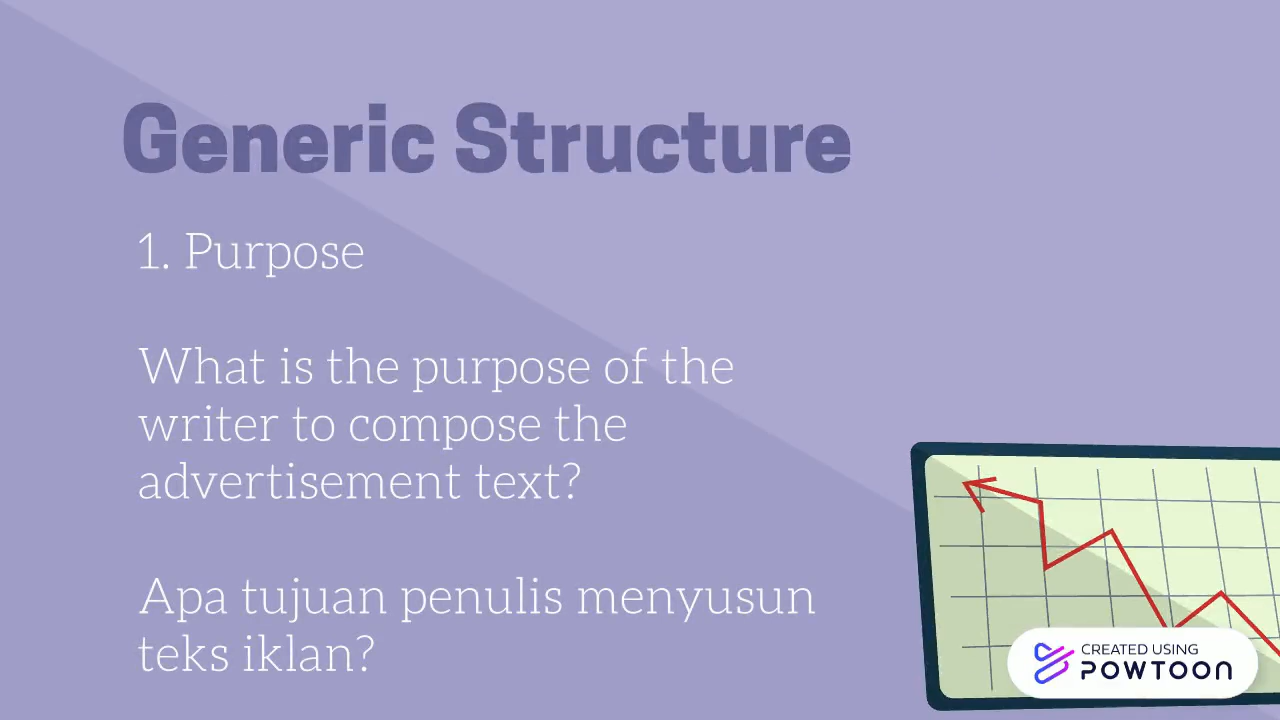 Generic Structure
1. Purpose
What is the purpose of the
writer to compose the
advertisement text?
Apa tujuan penulis menyusun
teks iklan?
CREATED USING
POWTOON